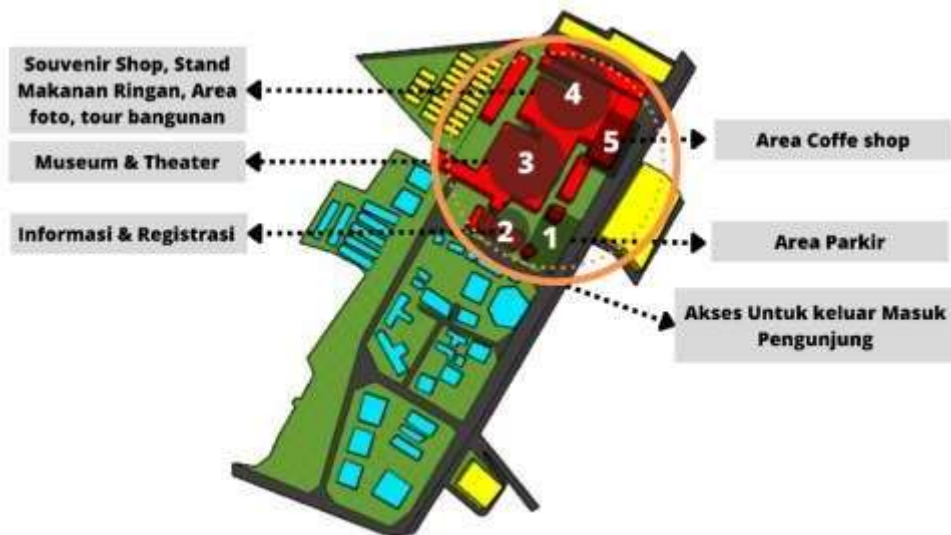 Souvenir Shop, Stand
Makanan Ringan, Area
foto, tour bangunan
Museum & Theater
Informasi & Registrasi
4
5
3
2
1
Area Coffe shop
Area Parkir
Akses Untuk keluar Masuk
Pengunjung